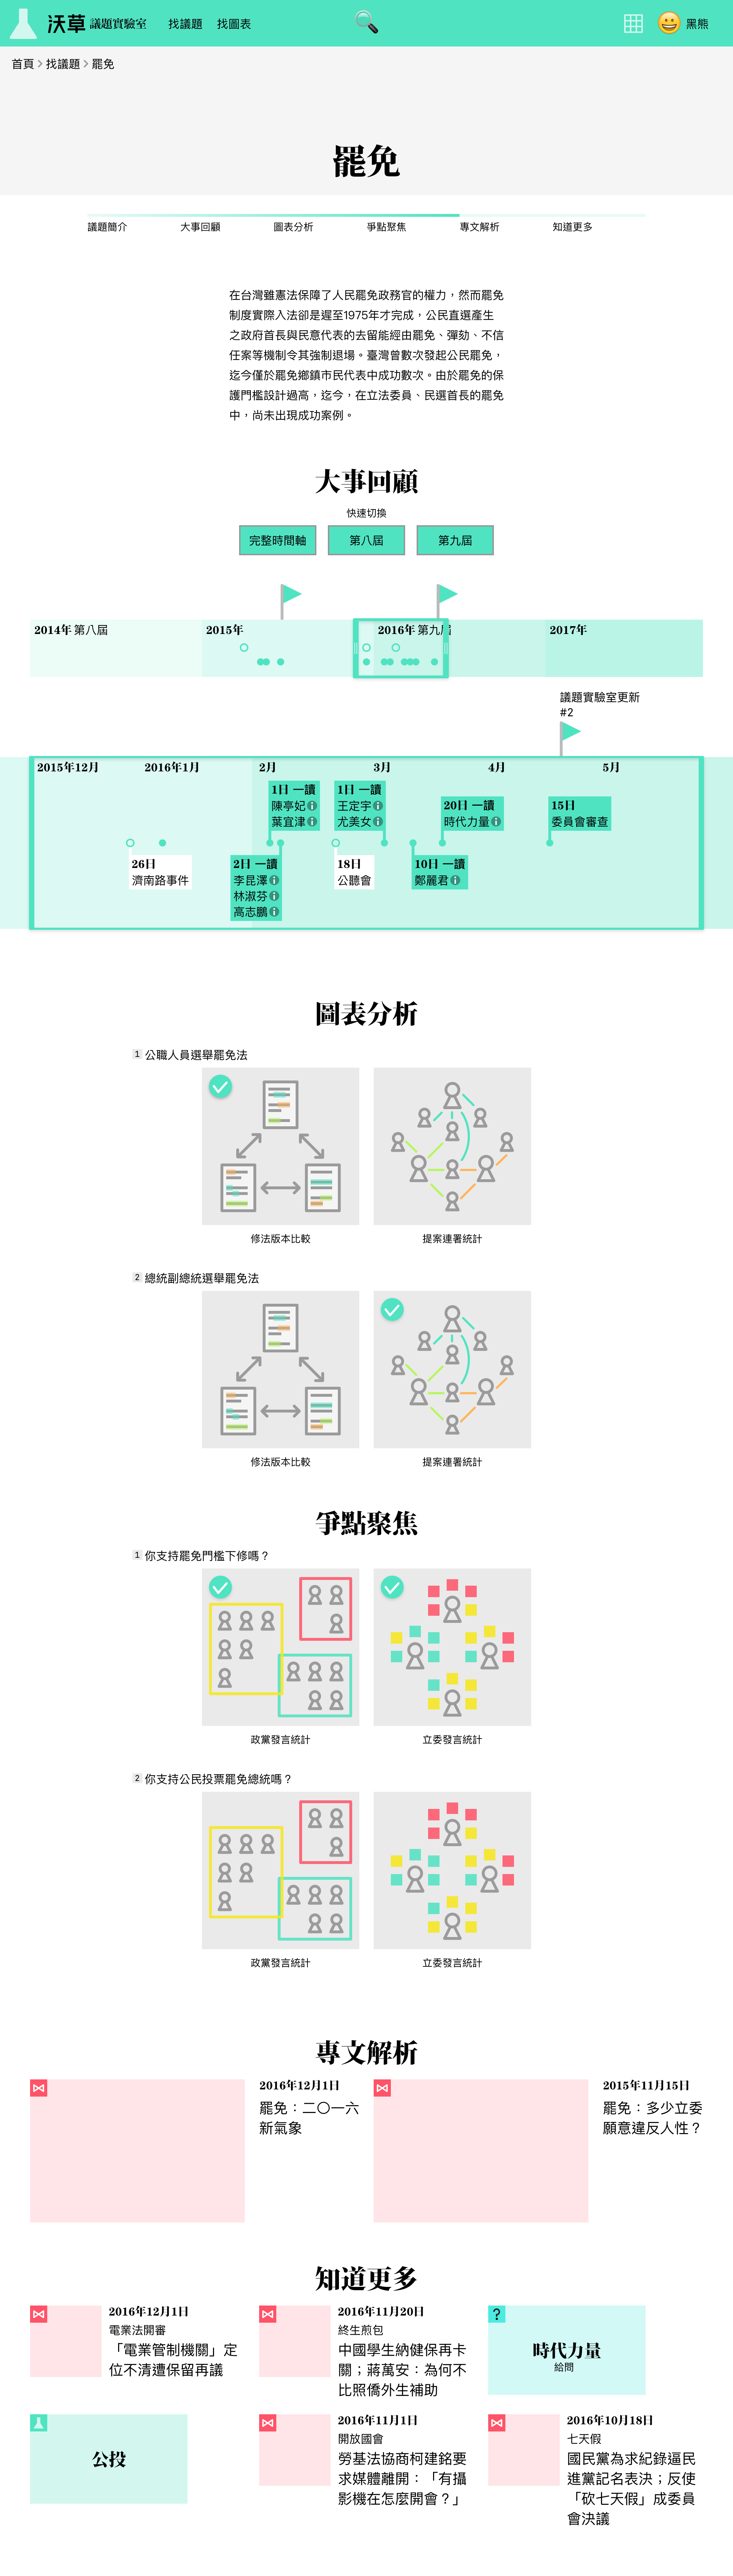 沃草 議題實驗室 找議題 找圖表 黑熊
首頁 > 找議題 > 罷免
罷免
議題簡介 大事回顧 圖表分析 爭點聚焦 專文解析 知道更多
在台灣雖憲法保障了人民罷免政務官的權力，然而罷免
制度實際入法卻是遲至1975年才完成，公民直選產生
之政府首長與民意代表的去留能經由罷免、彈劾、不信
任案等機制令其強制退場。臺灣曾數次發起公民罷免，
迄今僅於罷免鄉鎮市民代表中成功數次。由於罷免的保
護門檻設計過高，迄今，在立法委員、民選首長的罷免
中，尚未出現成功案例。
大事回顧
快速切換
完整時間軸 第八屆 第九屆
2014年 第八屆 2015年 2016年 第九屆 2017年
議題實驗室更新
#2
2015年12月 2016年1月 2月 3月 4月 5月
1日 一讀
陳亭妃
葉宜津
1日 一讀
王定宇
尤美女
20日 一讀
時代力量
15日
委員會審查
26日
濟南路事件
2日 一讀
李昆澤
林淑芬
高志鵬
18日
公聽會
10日 一讀
鄭麗君
圖表分析
1 公職人員選舉罷免法
修法版本比較 提案連署統計
2 總統副總統選舉罷免法
修法版本比較 提案連署統計
爭點聚焦
1 你支持罷免門檻下修嗎？
政黨發言統計 立委發言統計
2 你支持公民投票罷免總統嗎？
政黨發言統計 立委發言統計
專文解析
2016年12月1日
罷免：二〇一六
新氣象
2015年11月15日
罷免：多少立委
願意違反人性？
知道更多
2016年12月1日
電業法開審
「電業管制機關」定
位不清遭保留再議
2016年11月20日
終生煎包
中國學生納健保再卡
關；蔣萬安：為何不
比照僑外生補助
?
時代力量
給問
公投
2016年11月1日
開放國會
勞基法協商柯建銘要
求媒體離開：「有攝
影機在怎麼開會？」
2016年10月18日
七天假
國民黨為求紀錄逼民
進黨記名表決；反使
「砍七天假」成委員
會決議